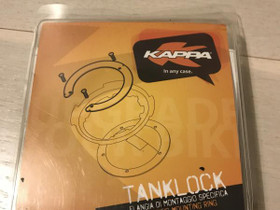 KAPPA
in any case.
TANKLOCK
FLANGIA DI MONTAGGIO SPECIFICA
MOUNTING RING